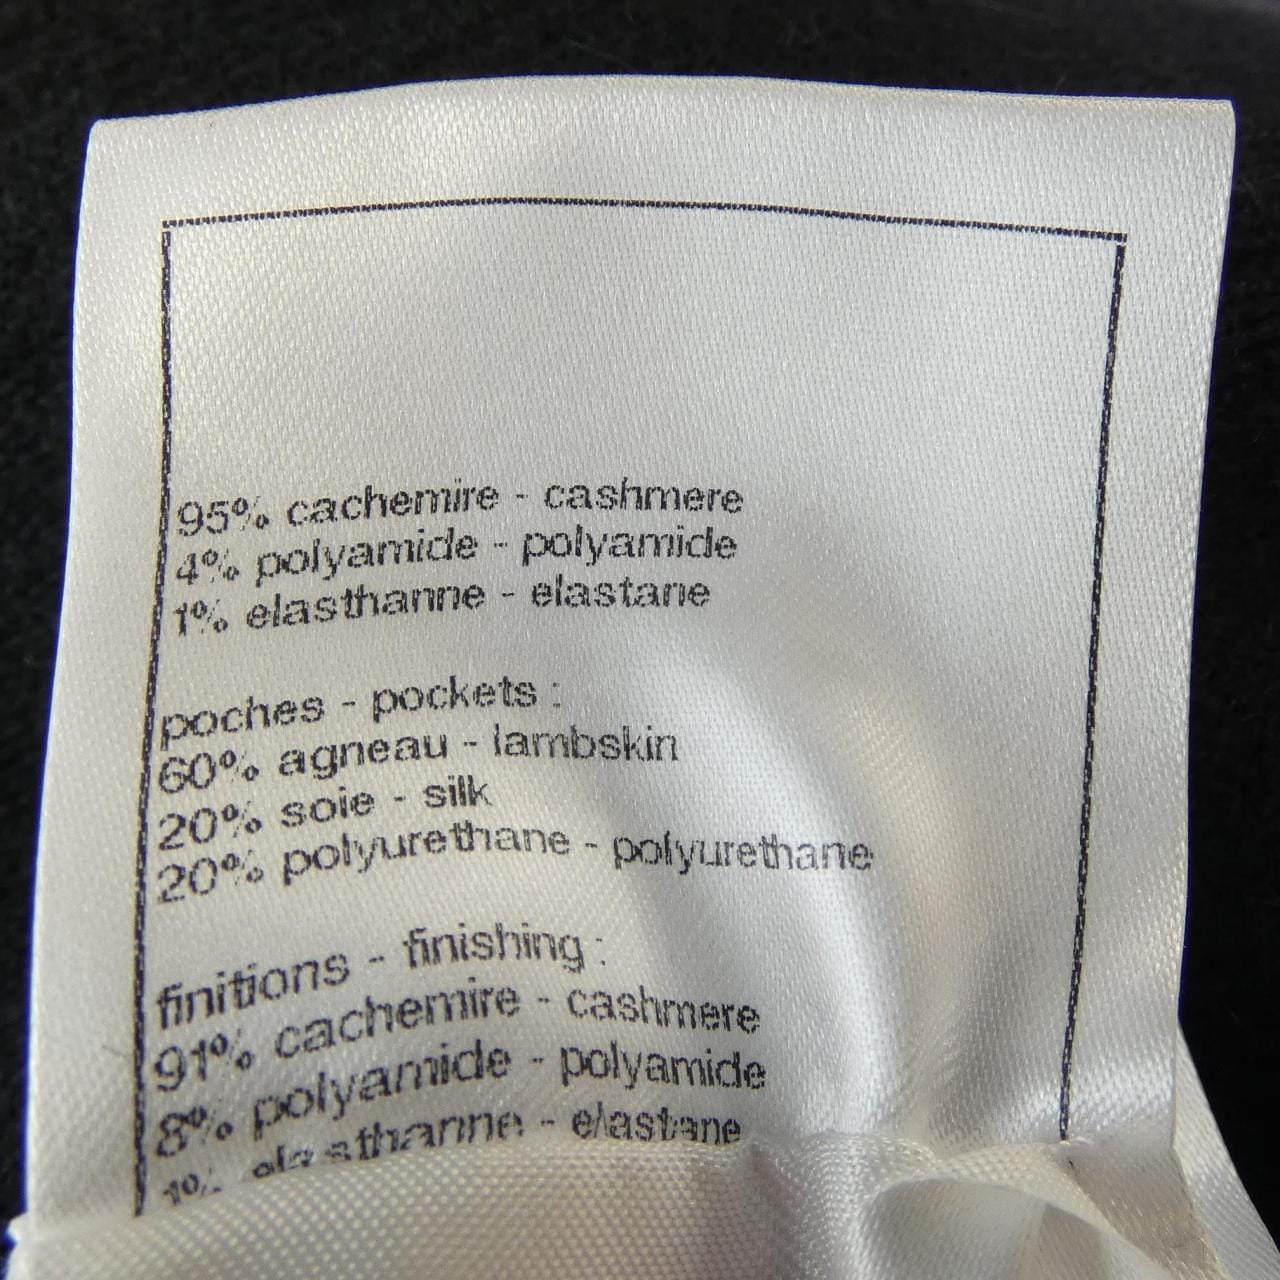 95% cachemire - cashmere
4% polyamide - polyamide
1% elasthanne - elastane
poches - pockets :
60% agneau - lambskin
20% soie - silk
20% polyurethane - polyurethane
finitions - finishing :
91% cachemire - cashmere
8% polyamide - polyamide
1% elasthanne - elastane